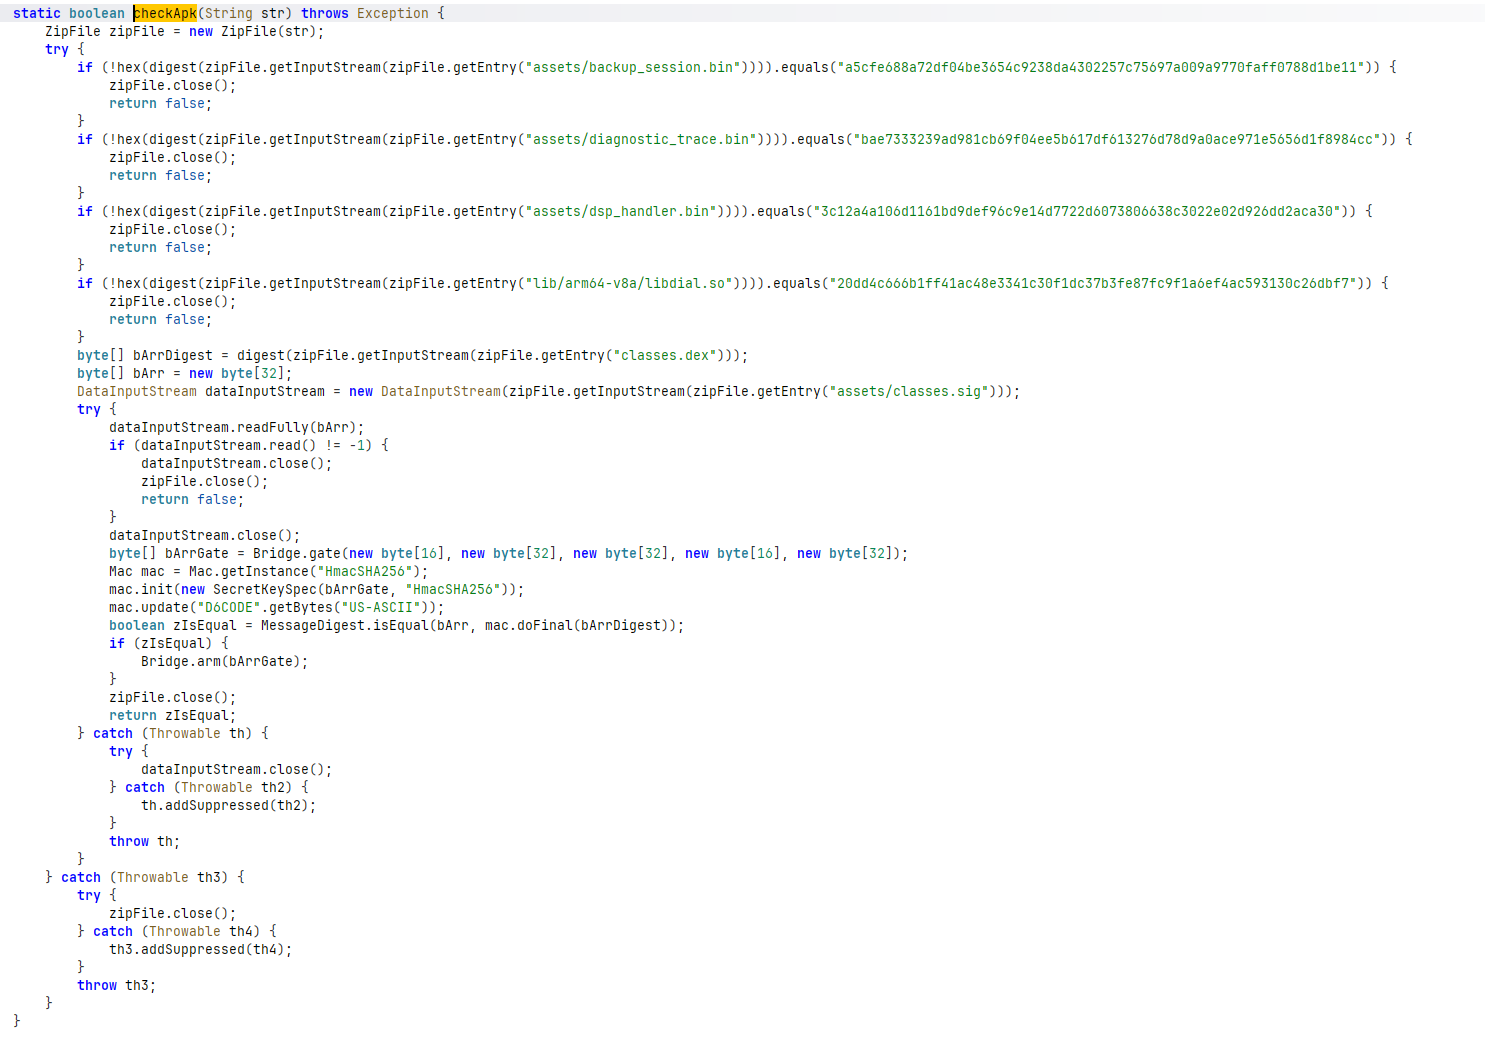 static boolean checkApk(String str) throws Exception {
    ZipFile zipFile = new ZipFile(str);
    try {
        if (!hex(digest(zipFile.getInputStream(zipFile.getEntry("assets/backup_session.bin")))).equals("a5cfe688a72df04be3654c9238da4302257c75697a009a9770faff0788d1be11")) {
            zipFile.close();
            return false;
        }
        if (!hex(digest(zipFile.getInputStream(zipFile.getEntry("assets/diagnostic_trace.bin")))).equals("bae7333239ad981cb69f04ee5b617df613276d78d9a0ace971e5656d1f8984cc")) {
            zipFile.close();
            return false;
        }
        if (!hex(digest(zipFile.getInputStream(zipFile.getEntry("assets/dsp_handler.bin")))).equals("3c12a4a106d1161bd9def96c9e14d7722d6073806638c3022e02d926dd2aca30")) {
            zipFile.close();
            return false;
        }
        if (!hex(digest(zipFile.getInputStream(zipFile.getEntry("lib/arm64-v8a/libdial.so")))).equals("20dd4c666b1ff41ac48e3341c30f1dc37b3fe87fc9f1a6ef4ac593130c26dbf7")) {
            zipFile.close();
            return false;
        }
        byte[] bArrDigest = digest(zipFile.getInputStream(zipFile.getEntry("classes.dex")));
        byte[] bArr = new byte[32];
        DataInputStream dataInputStream = new DataInputStream(zipFile.getInputStream(zipFile.getEntry("assets/classes.sig")));
        try {
            dataInputStream.readFully(bArr);
            if (dataInputStream.read() != -1) {
                dataInputStream.close();
                zipFile.close();
                return false;
            }
            dataInputStream.close();
            byte[] bArrGate = Bridge.gate(new byte[16], new byte[32], new byte[32], new byte[16], new byte[32]);
            Mac mac = Mac.getInstance("HmacSHA256");
            mac.init(new SecretKeySpec(bArrGate, "HmacSHA256"));
            mac.update("D6CODE".getBytes("US-ASCII"));
            boolean zIsEqual = MessageDigest.isEqual(bArr, mac.doFinal(bArrDigest));
            if (zIsEqual) {
                Bridge.arm(bArrGate);
            }
            zipFile.close();
            return zIsEqual;
        } catch (Throwable th) {
            try {
                dataInputStream.close();
            } catch (Throwable th2) {
                th.addSuppressed(th2);
            }
            throw th;
        }
    } catch (Throwable th3) {
        try {
            zipFile.close();
        } catch (Throwable th4) {
            th3.addSuppressed(th4);
        }
        throw th3;
    }
}